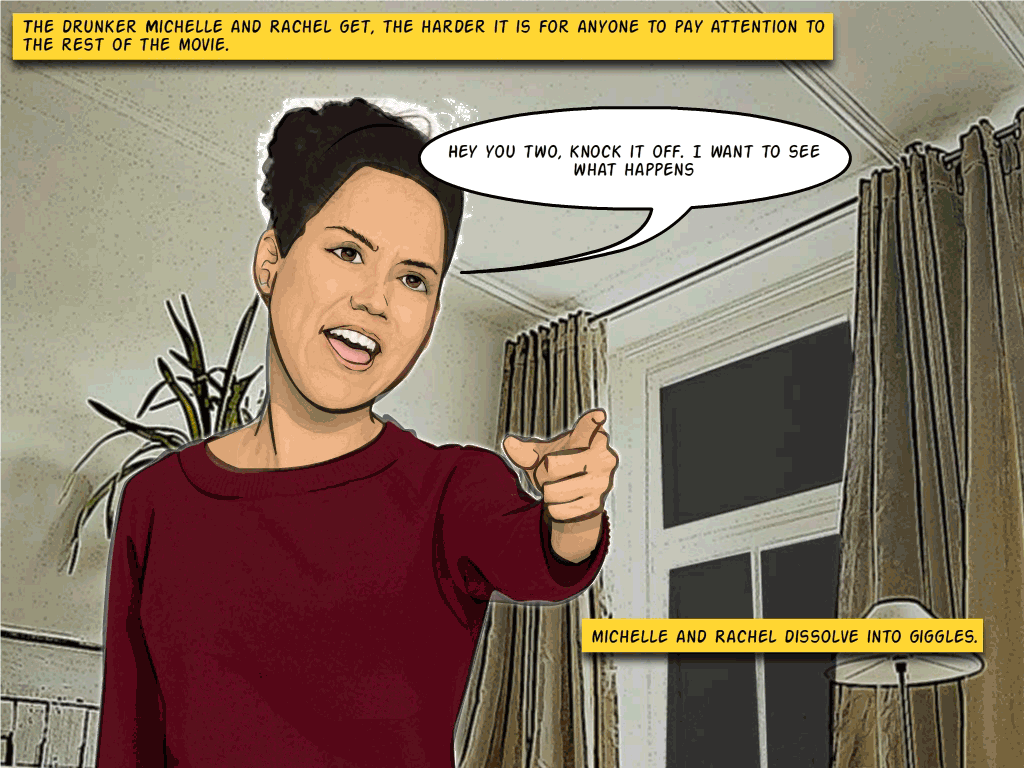 THE DRUNKER MICHELLE AND RACHEL GET, THE HARDER IT IS FOR ANYONE TO PAY ATTENTION TO
THE REST OF THE MOVIE.
HEY YOU TWO, KNOCK IT OFF. I WANT TO SEE
WHAT HAPPENS
MICHELLE AND RACHEL DISSOLVE INTO GIGGLES.